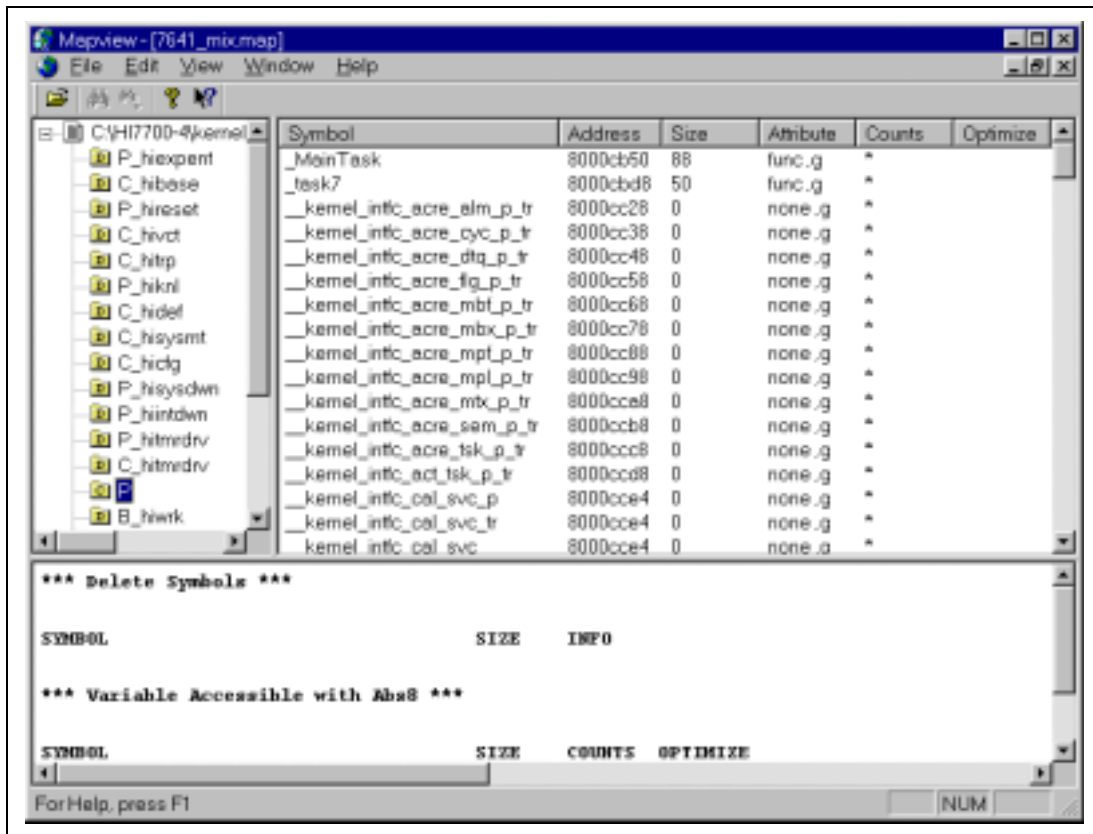 Mapview - [7641_mix.map]
File Edit View Window Help
C:\HI7700-4\kernel
P_hiexpent
C_hibase
P_hireset
C_hivct
C_hitrp
P_hiknl
C_hidef
C_hisysmt
C_hicfg
P_hisysdwn
P_hiintdwn
P_hitmrdrv
C_hitmrdrv
P
B_hiwrk
Symbol Address Size Attribute Counts Optimize
_MainTask 8000cb50 88 func ,g *
_task7 8000cbd8 50 func ,g *
__kernel_intfc_acre_alm_p_tr 8000cc28 0 none ,g *
__kernel_intfc_acre_cyc_p_tr 8000cc38 0 none ,g *
__kernel_intfc_acre_dtq_p_tr 8000cc48 0 none ,g *
__kernel_intfc_acre_flg_p_tr 8000cc58 0 none ,g *
__kernel_intfc_acre_mbf_p_tr 8000cc68 0 none ,g *
__kernel_intfc_acre_mbx_p_tr 8000cc78 0 none ,g *
__kernel_intfc_acre_mpf_p_tr 8000cc88 0 none ,g *
__kernel_intfc_acre_mpl_p_tr 8000cc98 0 none ,g *
__kernel_intfc_acre_mtx_p_tr 8000cca8 0 none ,g *
__kernel_intfc_acre_sem_p_tr 8000ccb8 0 none ,g *
__kernel_intfc_acre_tsk_p_tr 8000ccc8 0 none ,g *
__kernel_intfc_act_tsk_p_tr 8000ccd8 0 none ,g *
__kernel_intfc_cal_svc_p 8000cce4 0 none ,g *
__kernel_intfc_cal_svc_tr 8000cce4 0 none ,g *
__kernel_intfc_cal_svc 8000cce4 0 none ,g *
*** Delete Symbols ***
SYMBOL SIZE INFO
*** Variable Accessible with Abs8 ***
SYMBOL SIZE COUNTS OPTIMIZE
For Help, press F1 NUM